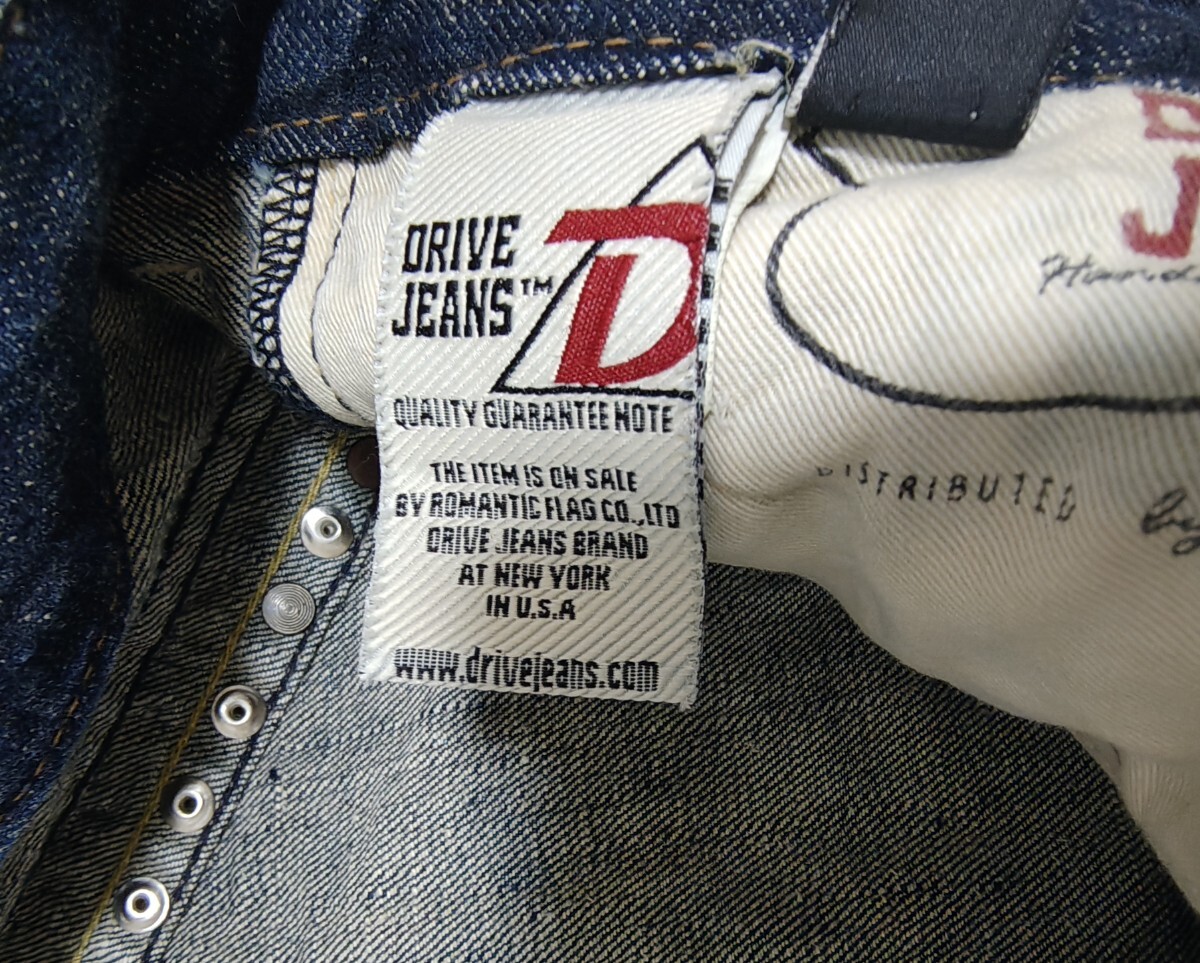 DRIVE
JEANS™
D
QUALITY GUARANTEE NOTE
THE ITEM IS ON SALE
BY ROMANTIC FLAG CO.,LTD
DRIVE JEANS BRAND
AT NEW YORK
IN U.S.A
www.drivejeans.com
J
DISTRIBUTED
by